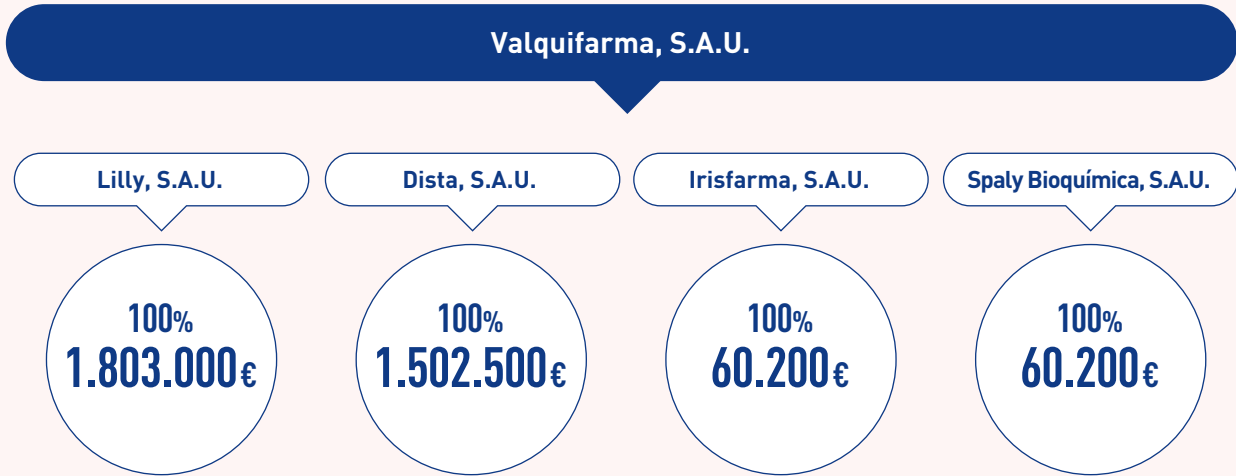 Valquifarma, S.A.U.
Lilly, S.A.U.
Dista, S.A.U.
Irisfarma, S.A.U.
Spaly Bioquímica, S.A.U.
100%
1.803.000 €
100%
1.502.500 €
100%
60.200 €
100%
60.200 €